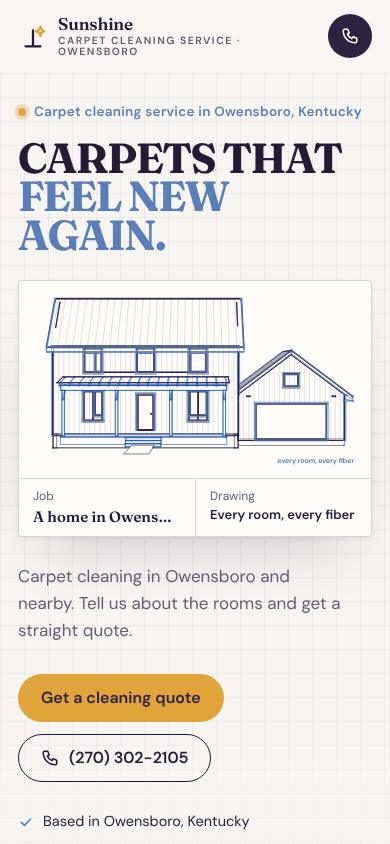 Sunshine
CARPET CLEANING SERVICE ·
OWENSBORO
Carpet cleaning service in Owensboro, Kentucky
CARPETS THAT
FEEL NEW
AGAIN.
every room, every fiber
Job
A home in Owens...
Drawing
Every room, every fiber
Carpet cleaning in Owensboro and
nearby. Tell us about the rooms and get a
straight quote.
Get a cleaning quote
(270) 302-2105
Based in Owensboro, Kentucky